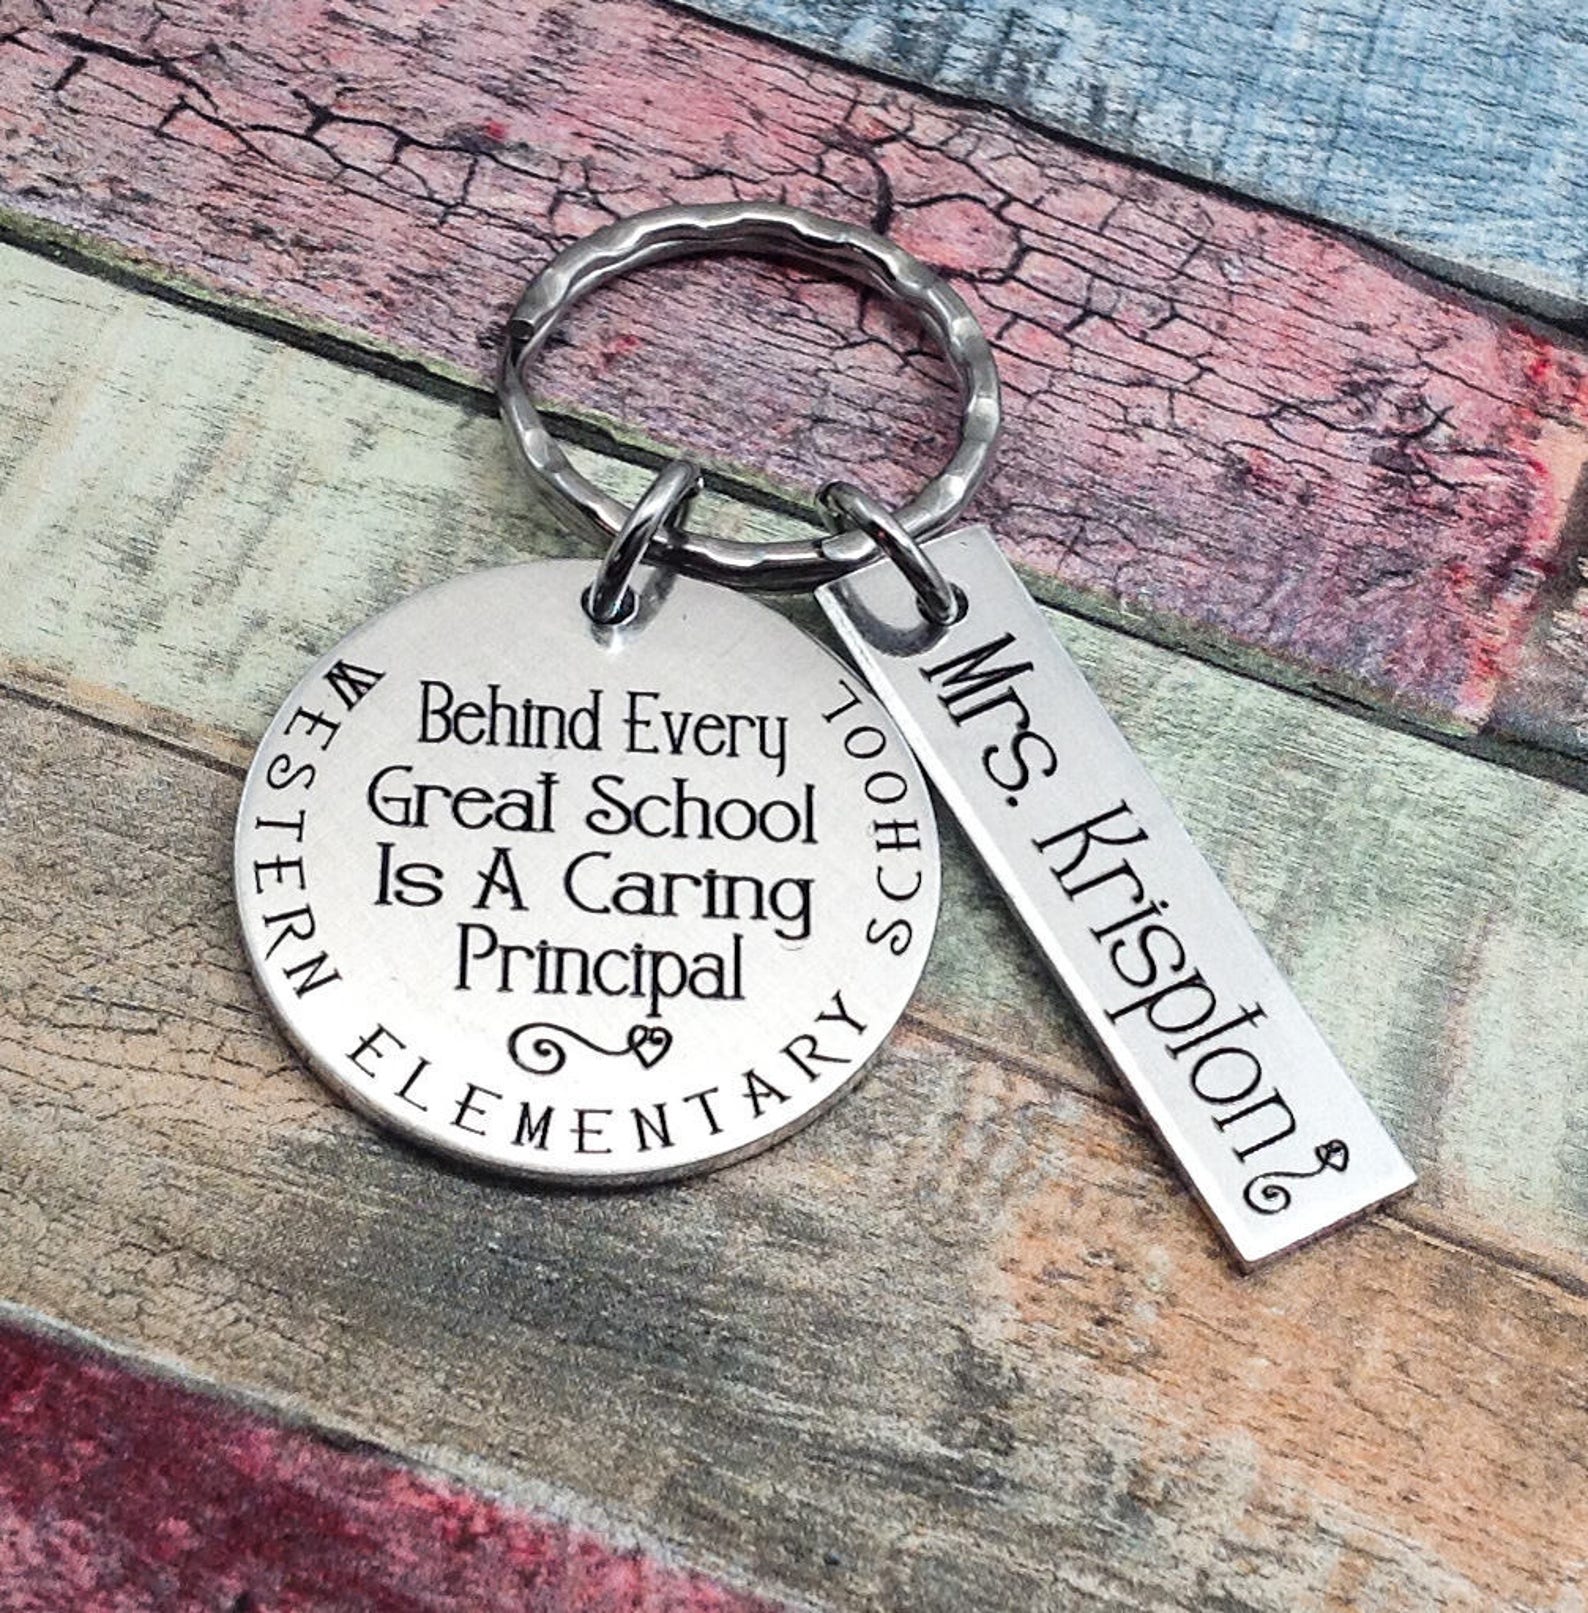 Behind Every
Great School
Is A Caring
Principal
WESTERN ELEMENTARY SCHOOL
Mrs. Krispton